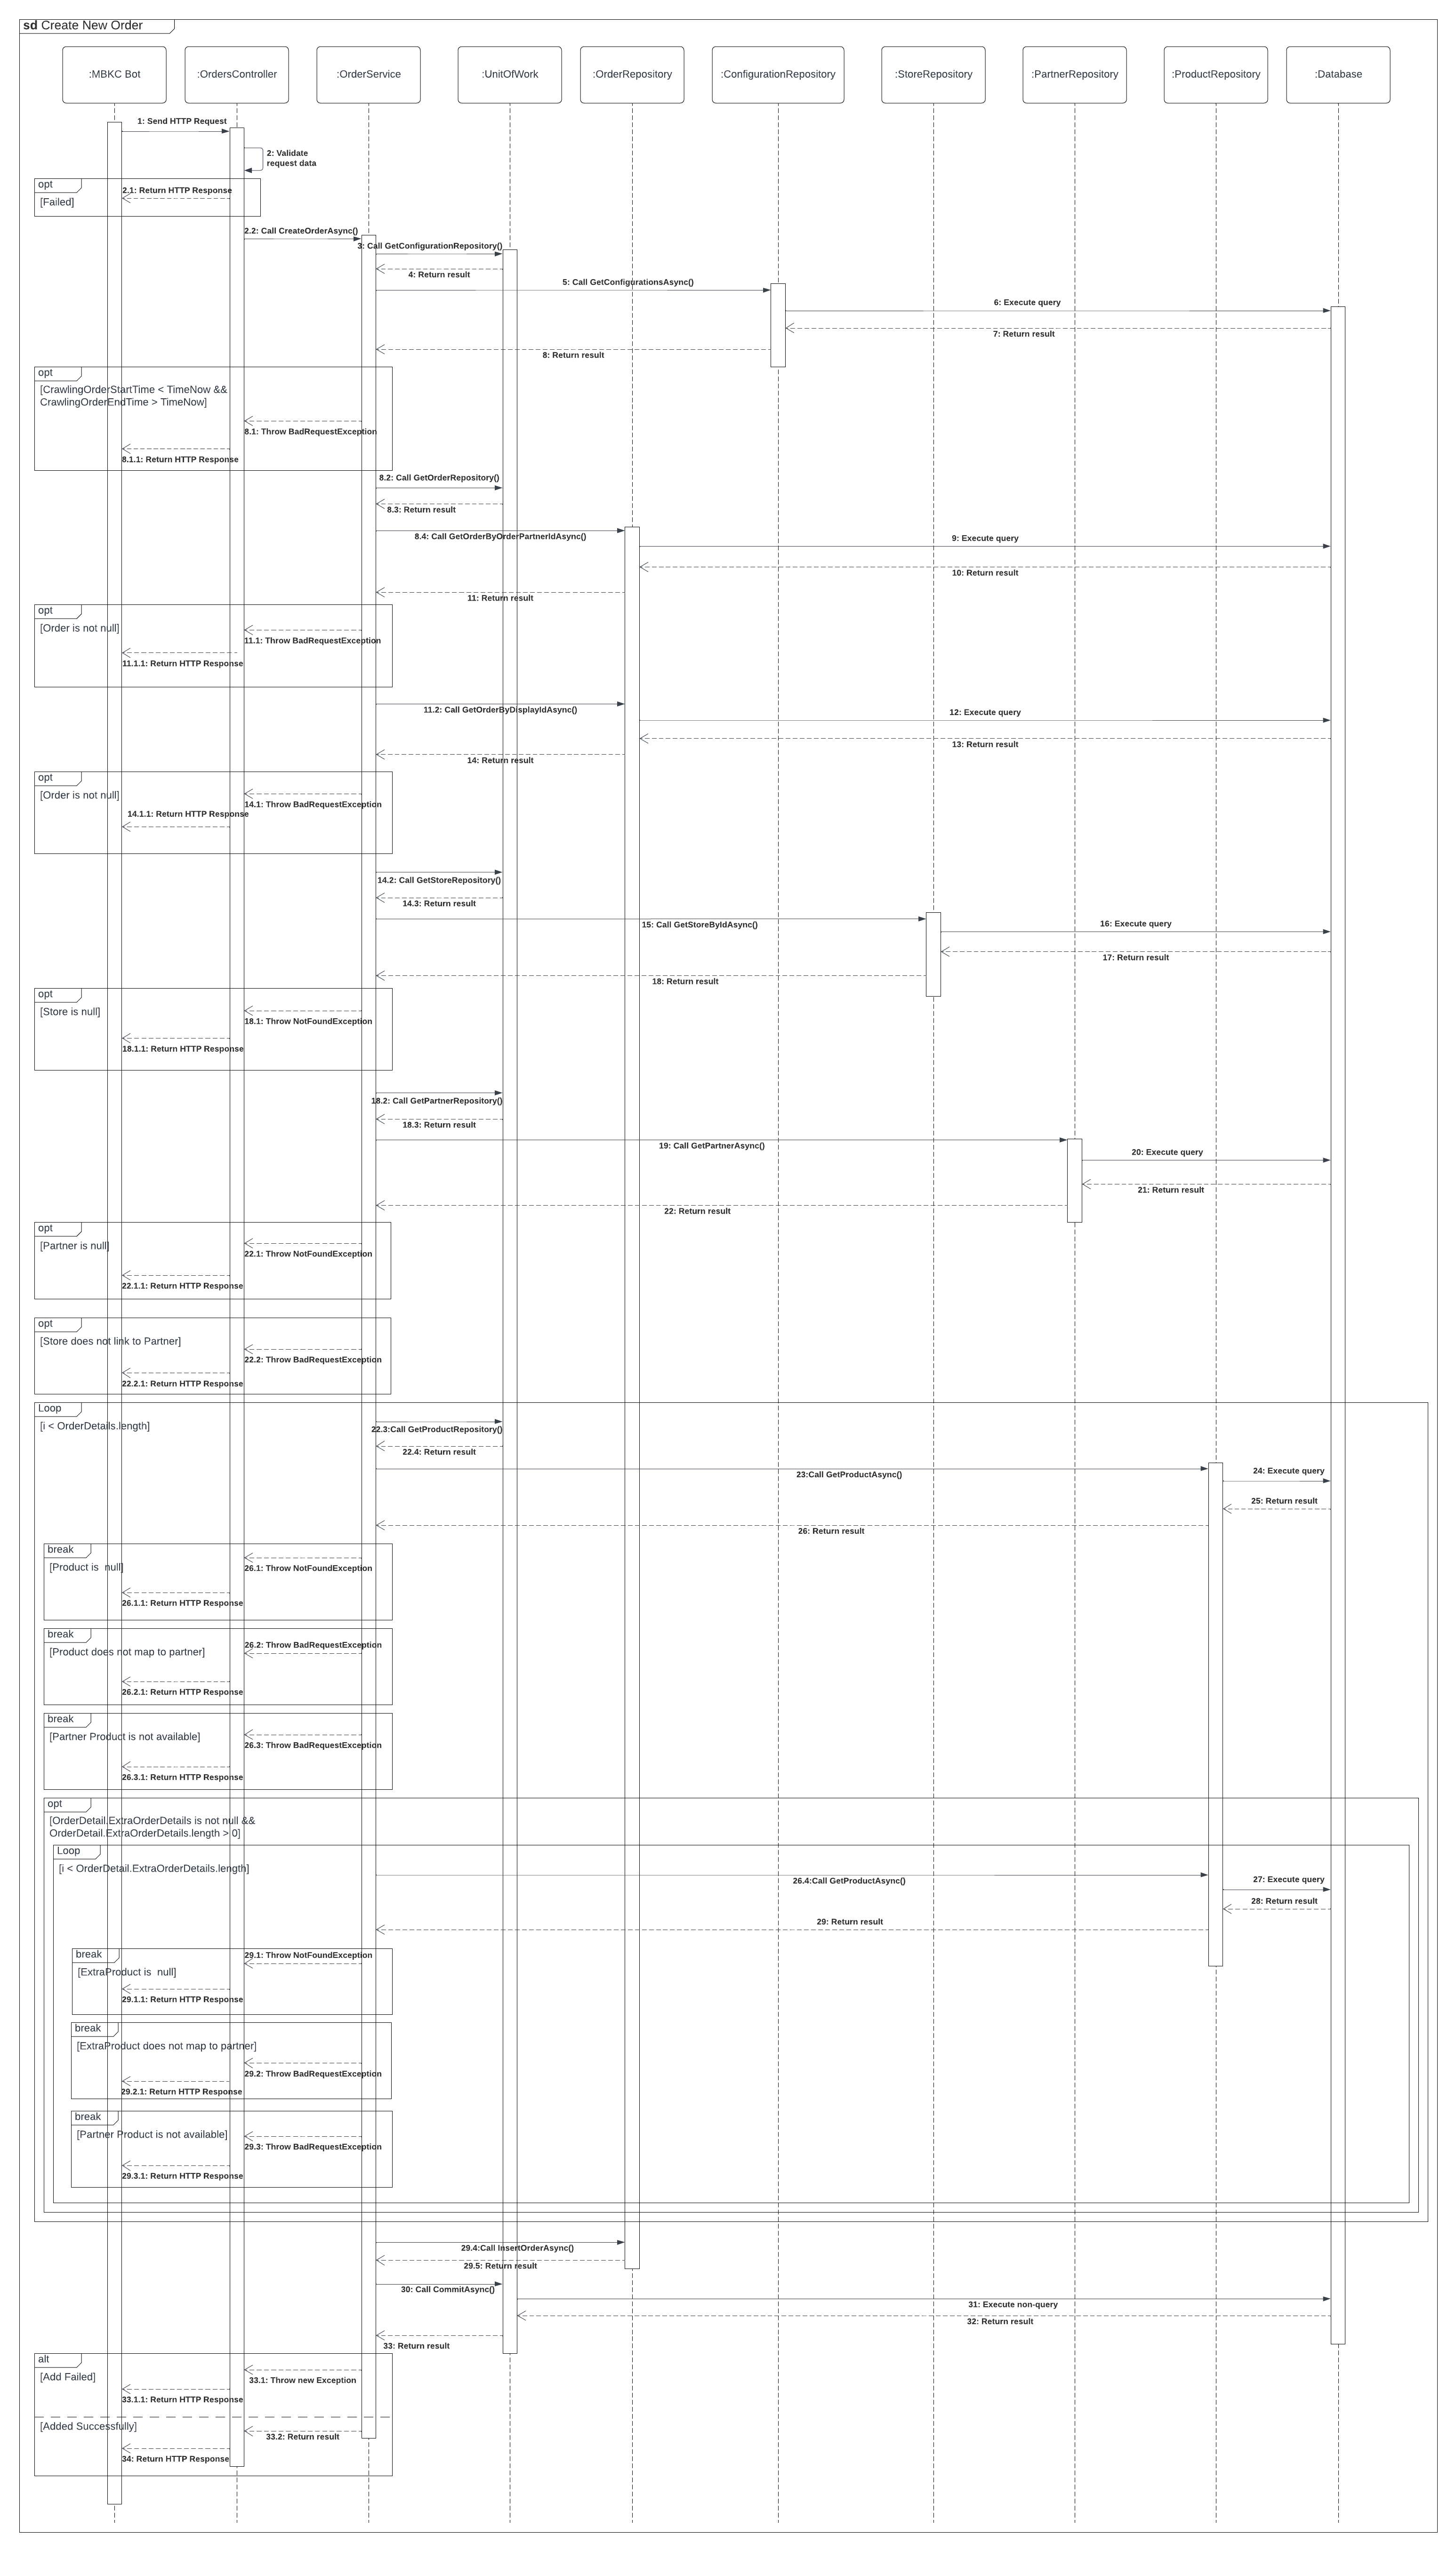 sd Create New Order
:MBKC Bot
:OrdersController
:OrderService
:UnitOfWork
:OrderRepository
:ConfigurationRepository
:StoreRepository
:PartnerRepository
:ProductRepository
:Database
1: Send HTTP Request
2: Validate
request data
opt
2.1: Return HTTP Response
[Failed]
2.2: Call CreateOrderAsync()
3: Call GetConfigurationRepository()
4: Return result
5: Call GetConfigurationsAsync()
6: Execute query
7: Return result
8: Return result
opt
[CrawlingOrderStartTime < TimeNow &&
CrawlingOrderEndTime > TimeNow]
8.1: Throw BadRequestException
8.1.1: Return HTTP Response
8.2: Call GetOrderRepository()
8.3: Return result
8.4: Call GetOrderByOrderPartnerIdAsync()
9: Execute query
10: Return result
11: Return result
opt
[Order is not null]
11.1: Throw BadRequestException
11.1.1: Return HTTP Response
11.2: Call GetOrderByDisplayIdAsync()
12: Execute query
13: Return result
14: Return result
opt
[Order is not null]
14.1: Throw BadRequestException
14.1.1: Return HTTP Response
14.2: Call GetStoreRepository()
14.3: Return result
15: Call GetStoreByIdAsync()
16: Execute query
17: Return result
18: Return result
opt
[Store is null]
18.1: Throw NotFoundException
18.1.1: Return HTTP Response
18.2: Call GetPartnerRepository()
18.3: Return result
19: Call GetPartnerAsync()
20: Execute query
21: Return result
22: Return result
opt
[Partner is null]
22.1: Throw NotFoundException
22.1.1: Return HTTP Response
opt
[Store does not link to Partner]
22.2: Throw BadRequestException
22.2.1: Return HTTP Response
Loop
[i < OrderDetails.length]
22.3:Call GetProductRepository()
22.4: Return result
23:Call GetProductAsync()
24: Execute query
25: Return result
26: Return result
break
[Product is  null]
26.1: Throw NotFoundException
26.1.1: Return HTTP Response
break
26.2: Throw BadRequestException
[Product does not map to partner]
26.2.1: Return HTTP Response
break
[Partner Product is not available]
26.3: Throw BadRequestException
26.3.1: Return HTTP Response
opt
[OrderDetail.ExtraOrderDetails is not null &&
OrderDetail.ExtraOrderDetails.length > 0]
Loop
[i < OrderDetail.ExtraOrderDetails.length]
26.4:Call GetProductAsync()
27: Execute query
28: Return result
29: Return result
break
29.1: Throw NotFoundException
[ExtraProduct is  null]
29.1.1: Return HTTP Response
break
[ExtraProduct does not map to partner]
29.2: Throw BadRequestException
29.2.1: Return HTTP Response
break
[Partner Product is not available]
29.3: Throw BadRequestException
29.3.1: Return HTTP Response
29.4:Call InsertOrderAsync()
29.5: Return result
30: Call CommitAsync()
31: Execute non-query
32: Return result
33: Return result
alt
[Add Failed]
33.1: Throw new Exception
33.1.1: Return HTTP Response
[Added Successfully]
33.2: Return result
34: Return HTTP Response